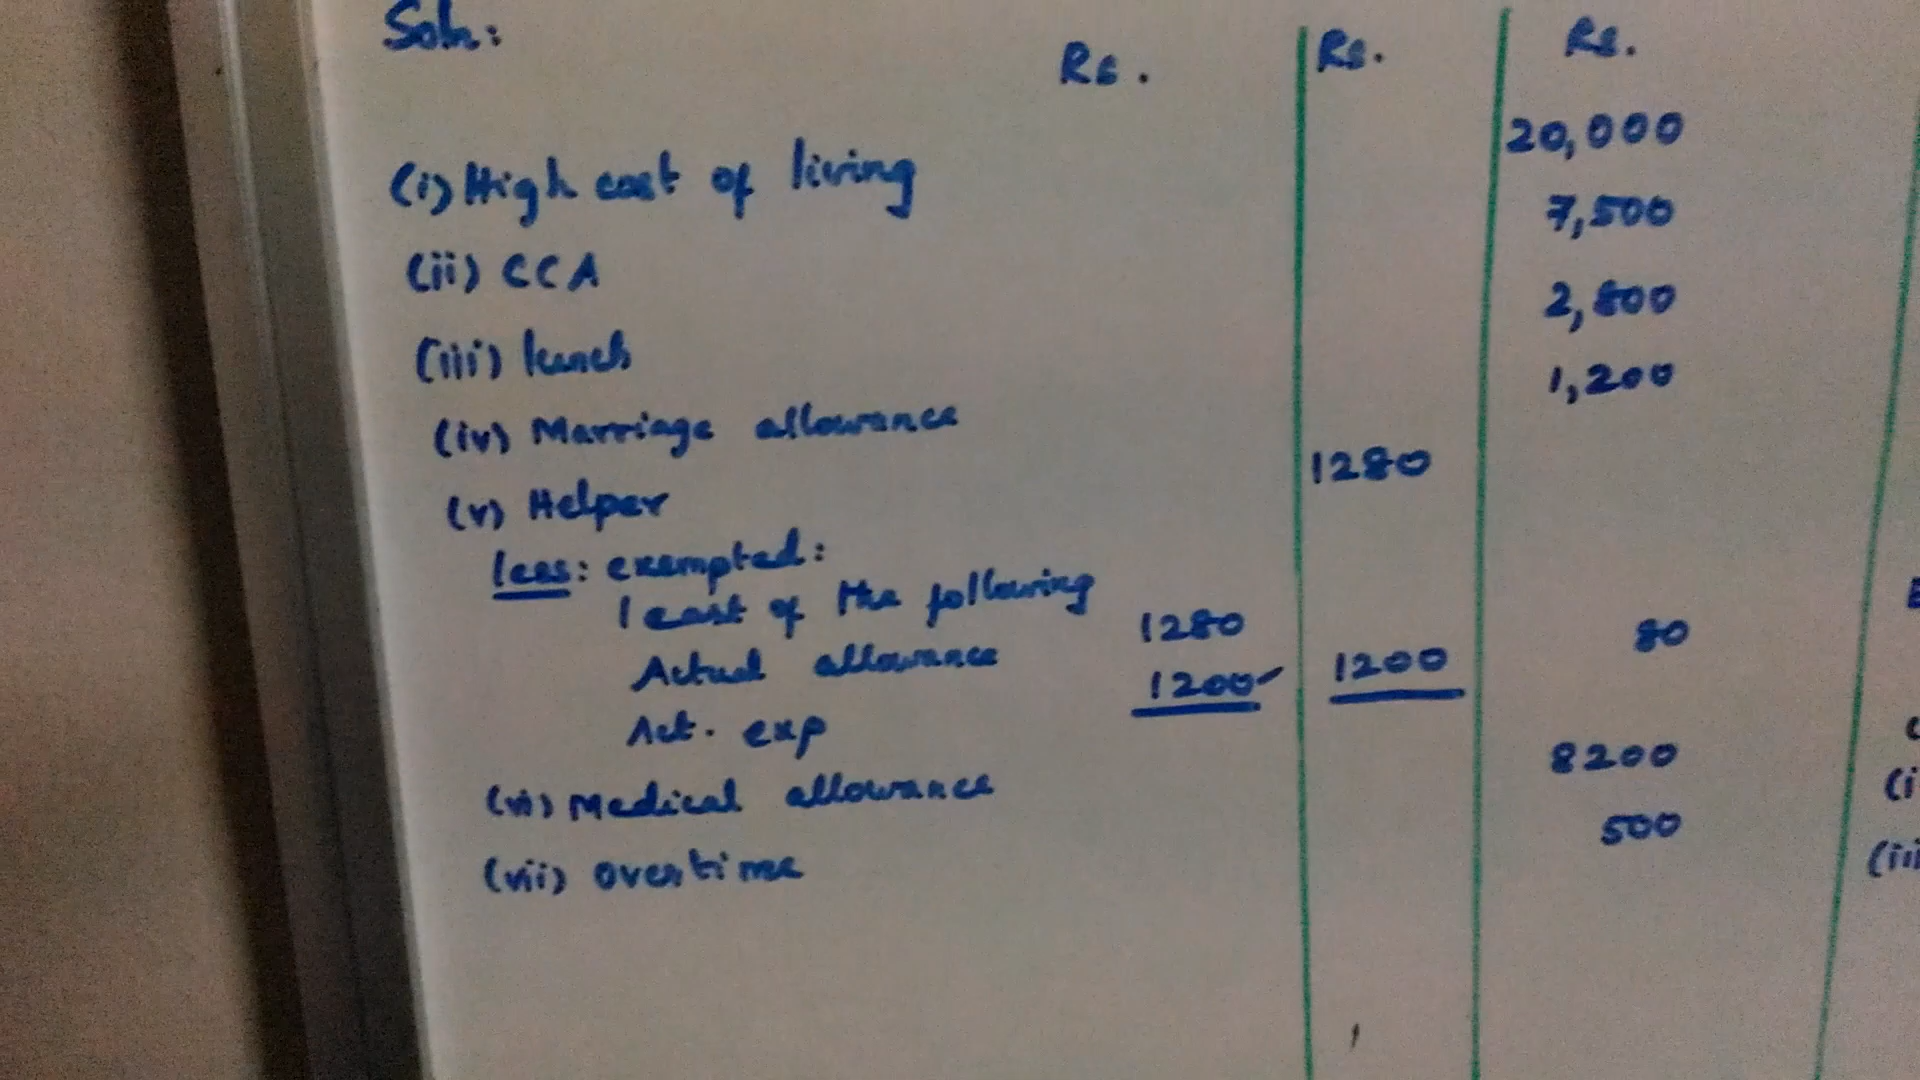 Soln:
Rs. Rs. Rs.
(i) High cost of living 20,000
(ii) CCA 7,500
(iii) lunch 2,800
(iv) Marriage allowance 1,200
(v) Helper 1280
less: exempted:
least of the following
Actual allowance 1280
Act. exp 1200 1200 80
(vi) Medical allowance 8200
(vii) overtime 500
(i
(iii